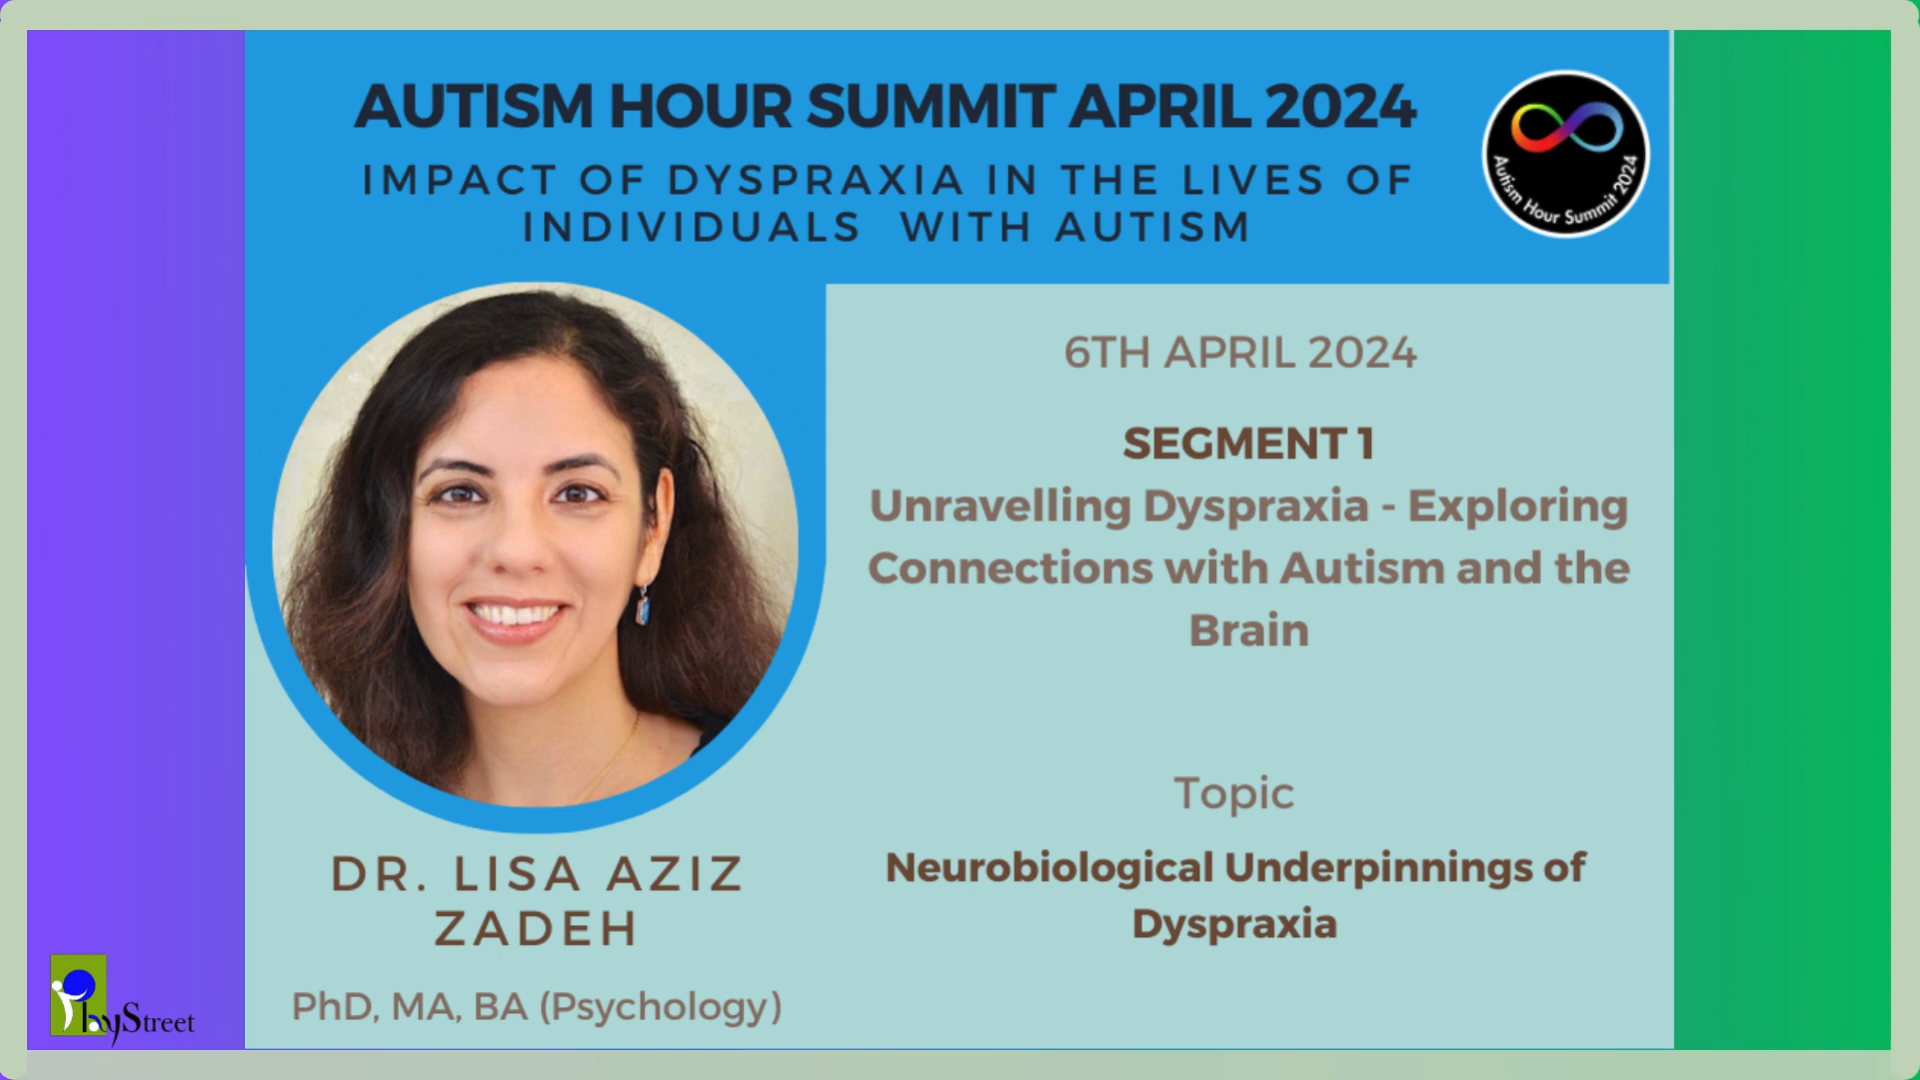 AUTISM HOUR SUMMIT APRIL 2024
IMPACT OF DYSPRAXIA IN THE LIVES OF
INDIVIDUALS WITH AUTISM
Autism Hour Summit 2024
6TH APRIL 2024
SEGMENT 1
Unravelling Dyspraxia - Exploring
Connections with Autism and the
Brain
Topic
Neurobiological Underpinnings of
Dyspraxia
DR. LISA AZIZ
ZADEH
PhD, MA, BA (Psychology)
PlayStreet